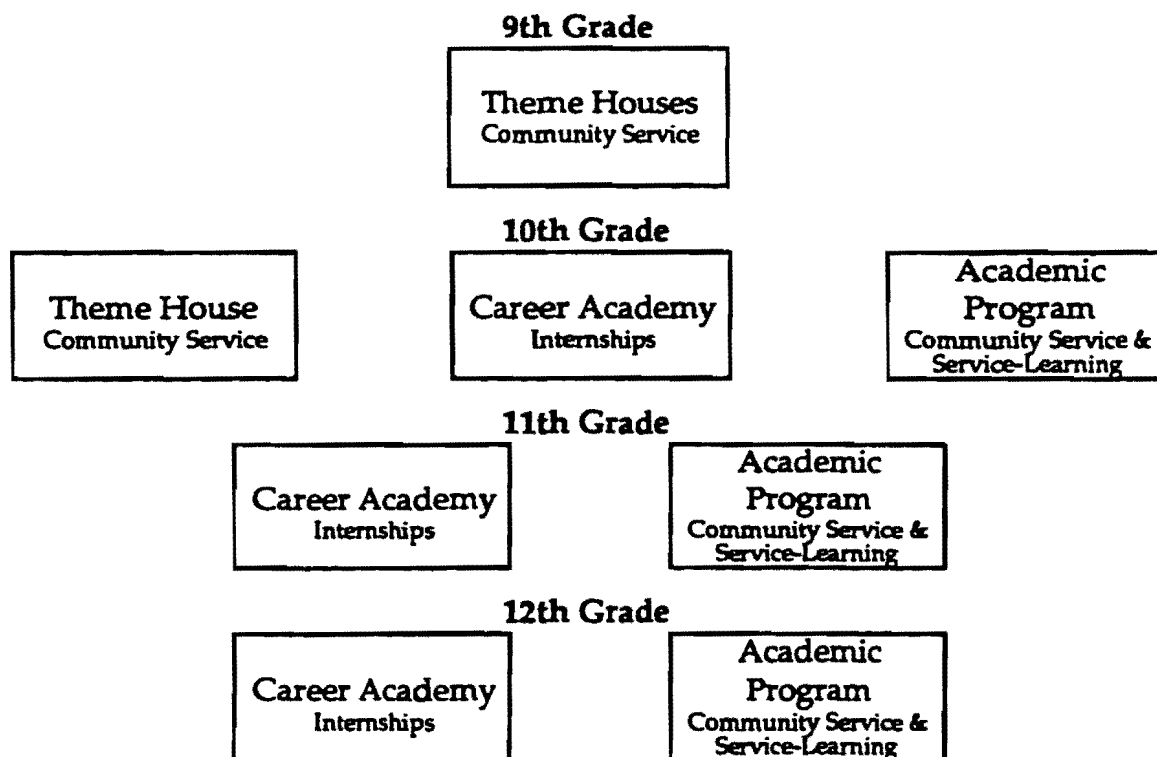 9th Grade
Theme Houses
Community Service
10th Grade
Theme House
Community Service
Career Academy
Internships
Academic
Program
Community Service &
Service-Learning
11th Grade
Career Academy
Internships
Academic
Program
Community Service &
Service-Learning
12th Grade
Career Academy
Internships
Academic
Program
Community Service &
Service-Learning